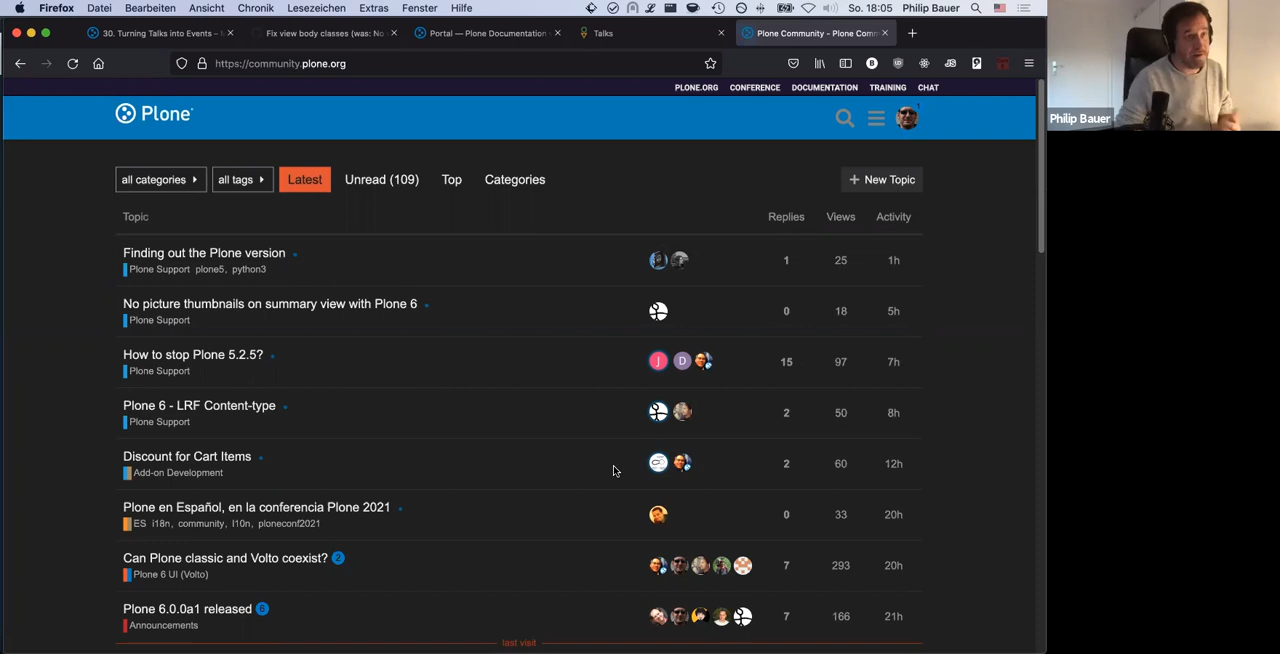 Firefox Datei Bearbeiten Ansicht Chronik Lesezeichen Extras Fenster Hilfe So. 18:05 Philip Bauer
30. Turning Talks into Events – M Fix view body classes (was: No Portal — Plone Documentation Talks Plone Community - Plone Comm
https://community.plone.org
PLONE.ORG CONFERENCE DOCUMENTATION TRAINING CHAT
Plone
1
all categories all tags Latest Unread (109) Top Categories + New Topic
Topic Replies Views Activity
Finding out the Plone version 1 25 1h
Plone Support plone5, python3
No picture thumbnails on summary view with Plone 6 0 18 5h
Plone Support
How to stop Plone 5.2.5? J D 15 97 7h
Plone Support
Plone 6 - LRF Content-type 2 50 8h
Plone Support
Discount for Cart Items 2 60 12h
Add-on Development
Plone en Español, en la conferencia Plone 2021 0 33 20h
ES i18n, community, l10n, ploneconf2021
Can Plone classic and Volto coexist? 2 7 293 20h
Plone 6 UI (Volto)
Plone 6.0.0a1 released 6 7 166 21h
Announcements
last visit
Philip Bauer